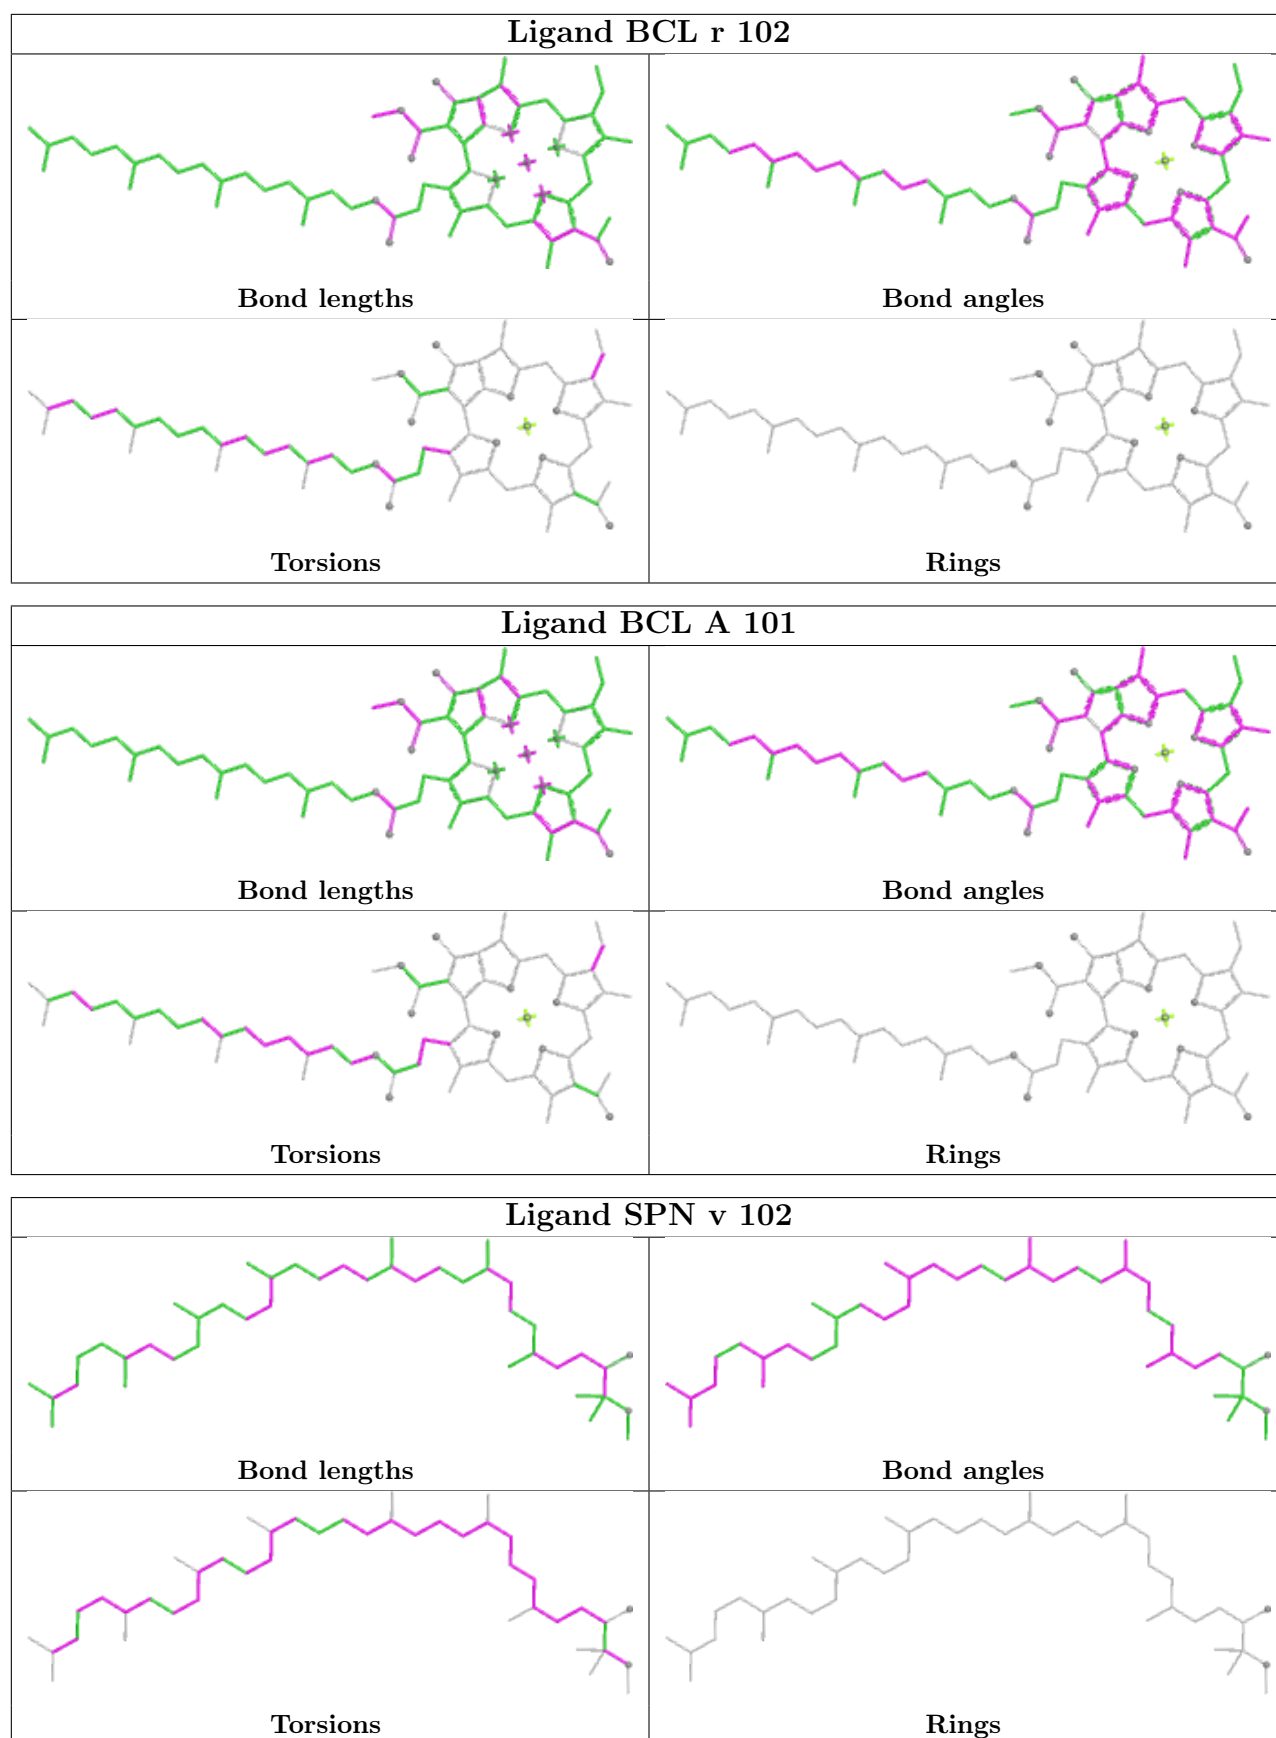 Ligand BCL r 102
Bond lengths
Bond angles
Torsions
Rings
Ligand BCL A 101
Bond lengths
Bond angles
Torsions
Rings
Ligand SPN v 102
Bond lengths
Bond angles
Torsions
Rings